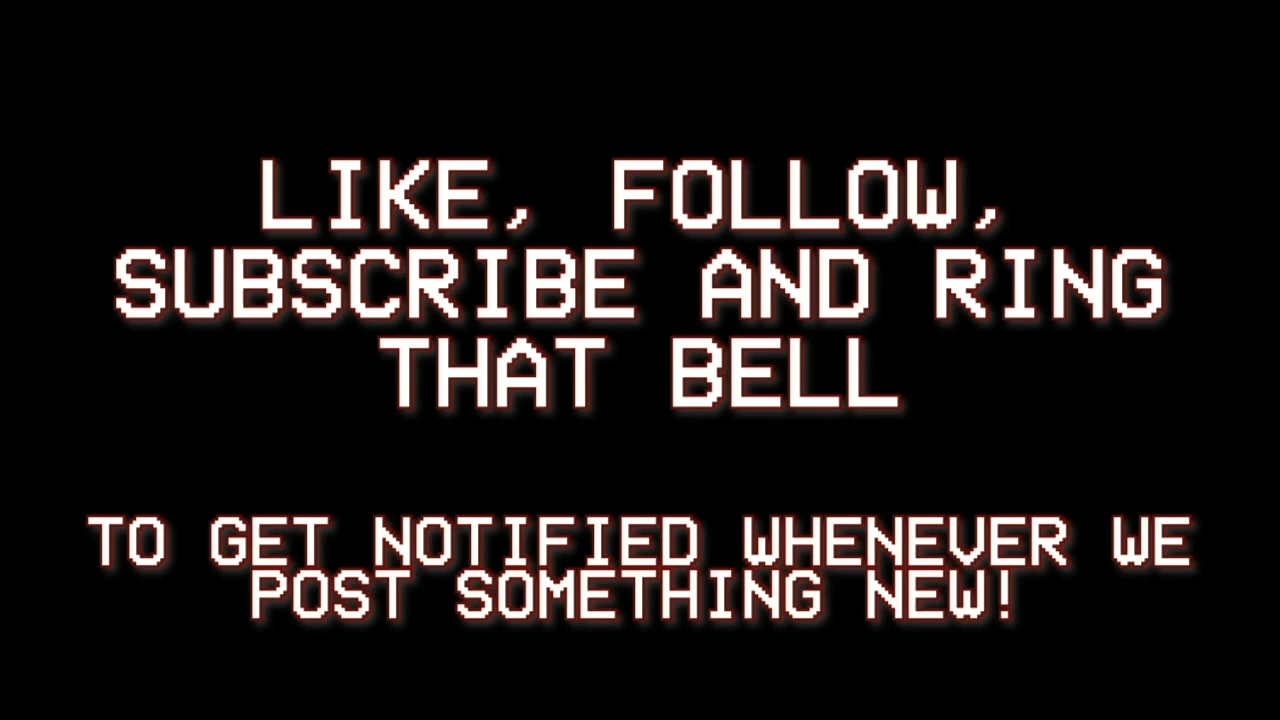 LIKE, FOLLOW,
SUBSCRIBE AND RING
THAT BELL
TO GET NOTIFIED WHENEVER WE
POST SOMETHING NEW!